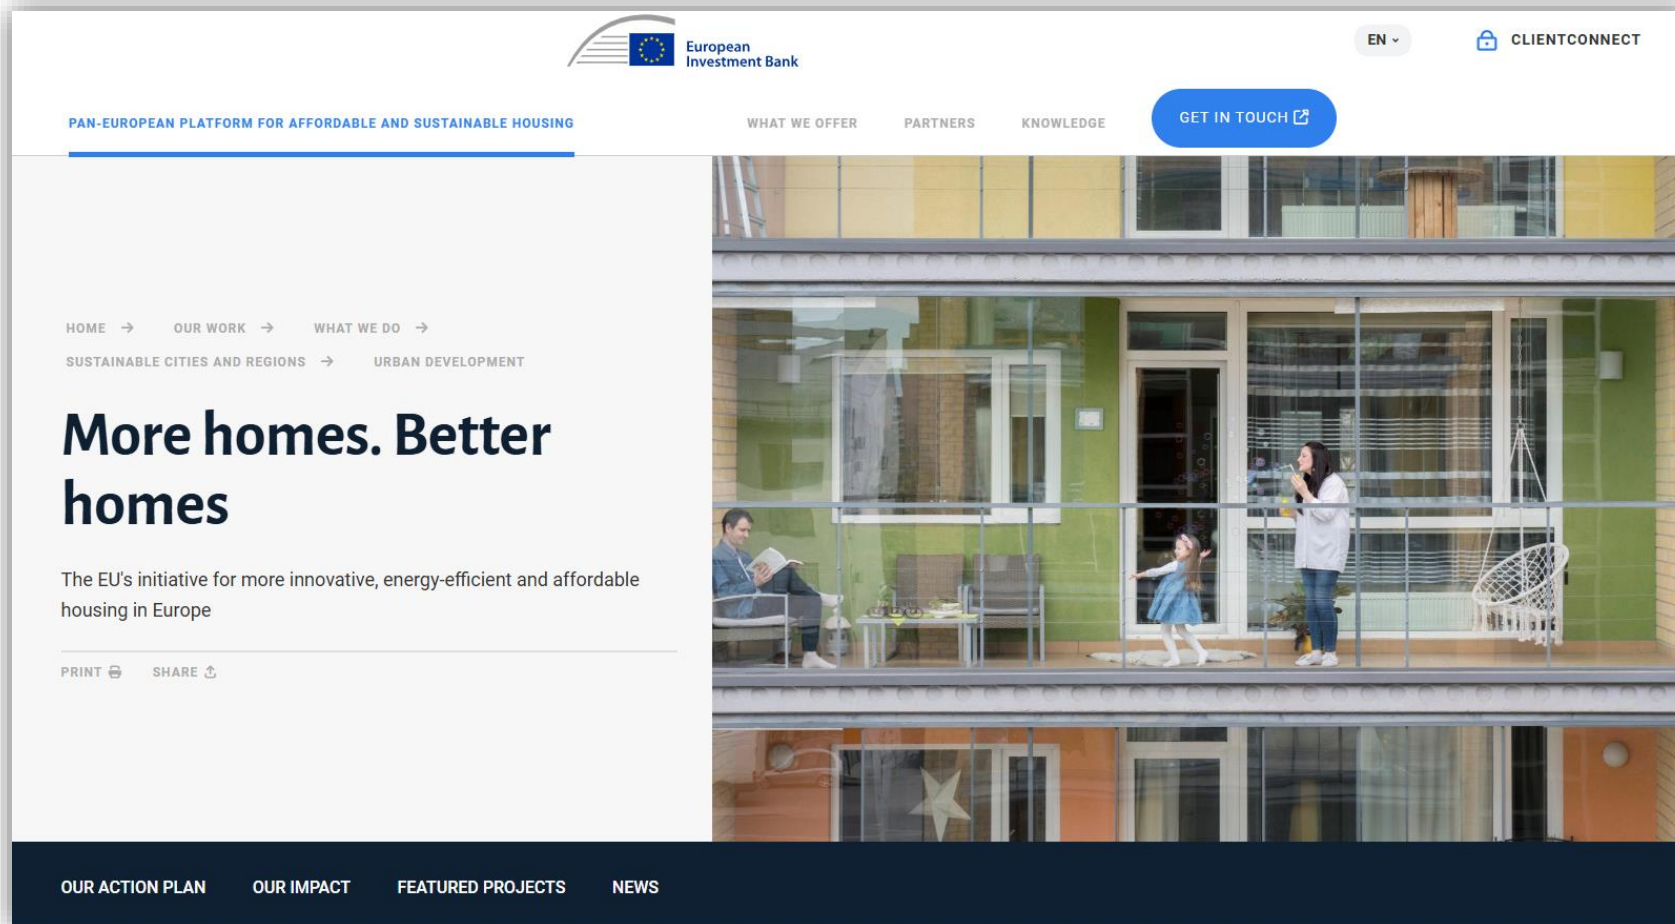 European
Investment Bank
EN
CLIENTCONNECT
PAN-EUROPEAN PLATFORM FOR AFFORDABLE AND SUSTAINABLE HOUSING
WHAT WE OFFER
PARTNERS
KNOWLEDGE
GET IN TOUCH
HOME → OUR WORK → WHAT WE DO →
SUSTAINABLE CITIES AND REGIONS → URBAN DEVELOPMENT
More homes. Better
homes
The EU's initiative for more innovative, energy-efficient and affordable
housing in Europe
PRINT
SHARE
OUR ACTION PLAN
OUR IMPACT
FEATURED PROJECTS
NEWS